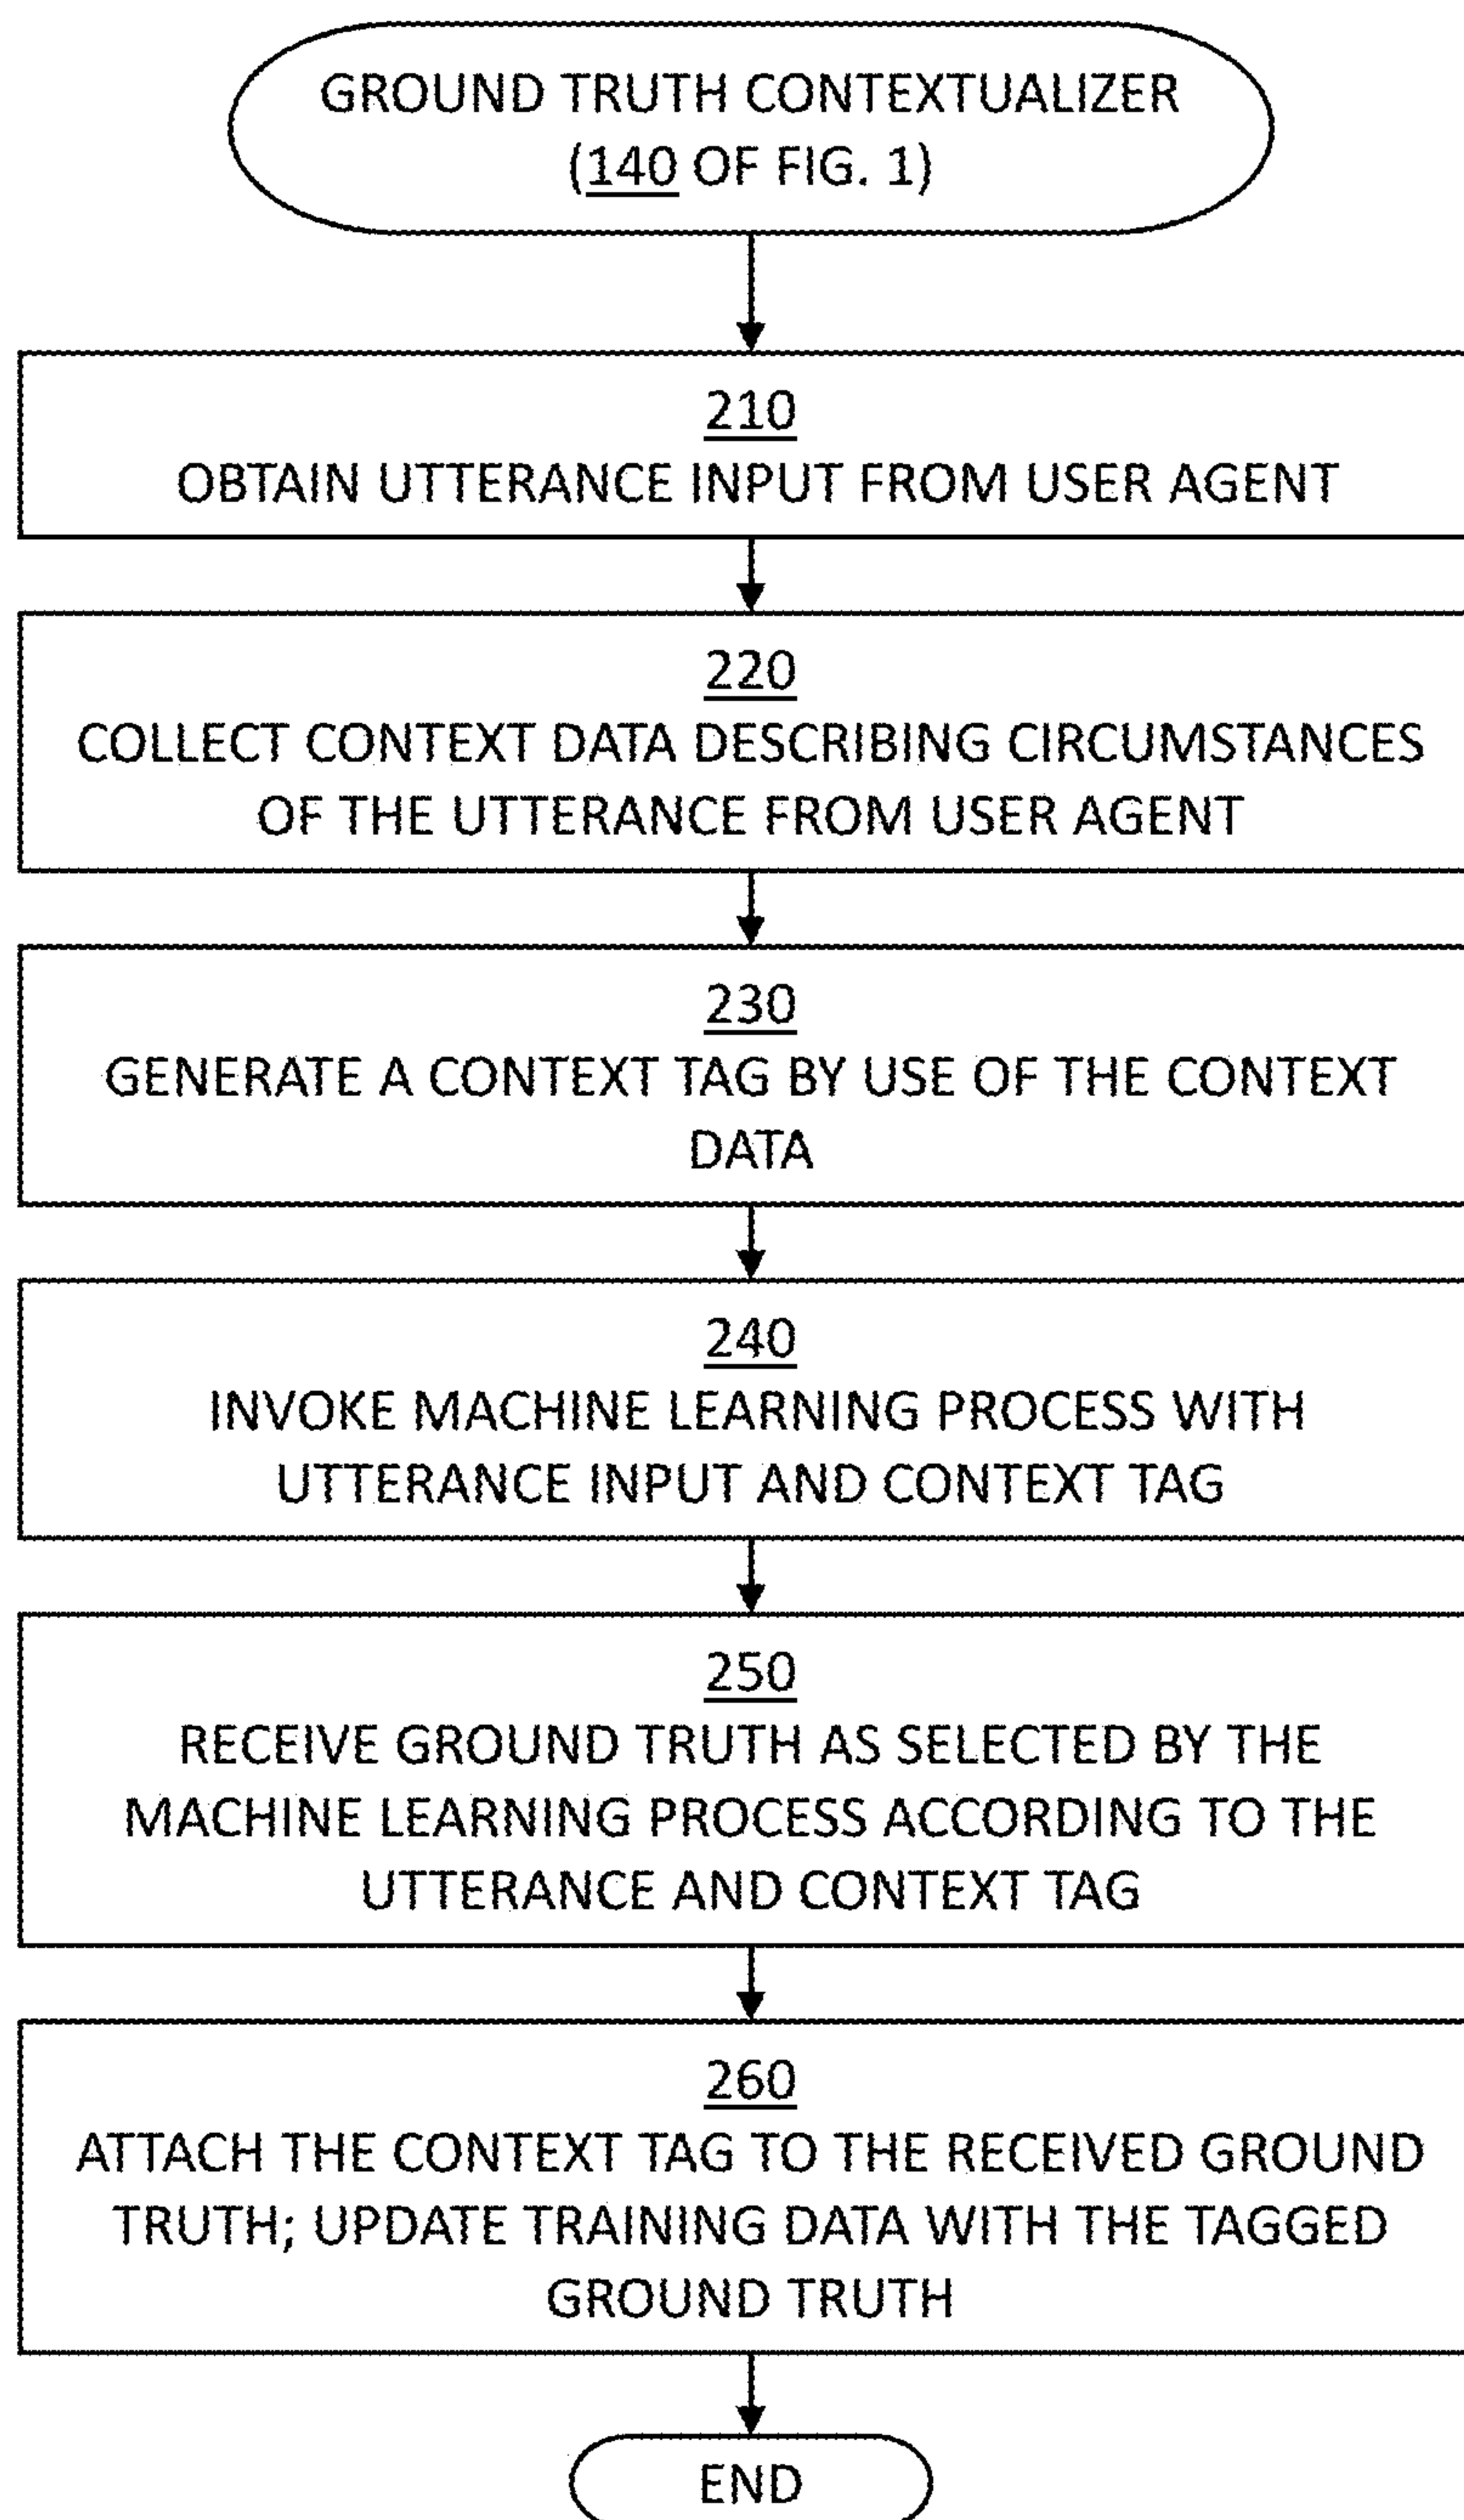 GROUND TRUTH CONTEXTUALIZER
(140 OF FIG. 1)
210
OBTAIN UTTERANCE INPUT FROM USER AGENT
220
COLLECT CONTEXT DATA DESCRIBING CIRCUMSTANCES
OF THE UTTERANCE FROM USER AGENT
230
GENERATE A CONTEXT TAG BY USE OF THE CONTEXT
DATA
240
INVOKE MACHINE LEARNING PROCESS WITH
UTTERANCE INPUT AND CONTEXT TAG
250
RECEIVE GROUND TRUTH AS SELECTED BY THE
MACHINE LEARNING PROCESS ACCORDING TO THE
UTTERANCE AND CONTEXT TAG
260
ATTACH THE CONTEXT TAG TO THE RECEIVED GROUND
TRUTH; UPDATE TRAINING DATA WITH THE TAGGED
GROUND TRUTH
END